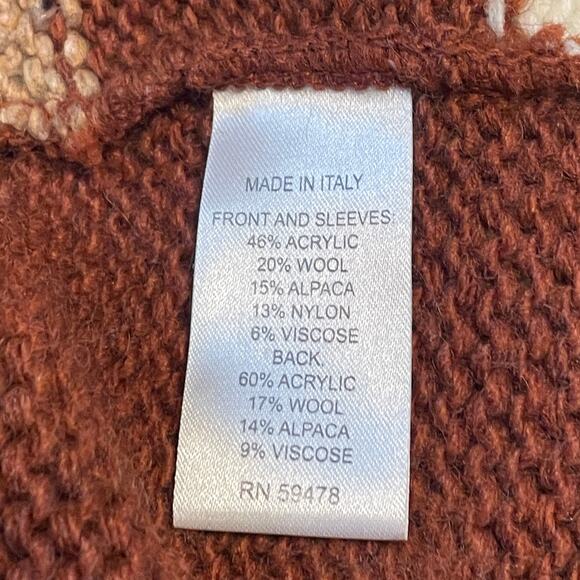 MADE IN ITALY
FRONT AND SLEEVES:
46% ACRYLIC
20% WOOL
15% ALPACA
13% NYLON
6% VISCOSE
BACK.
60% ACRYLIC
17% WOOL
14% ALPACA
9% VISCOSE
RN 59478